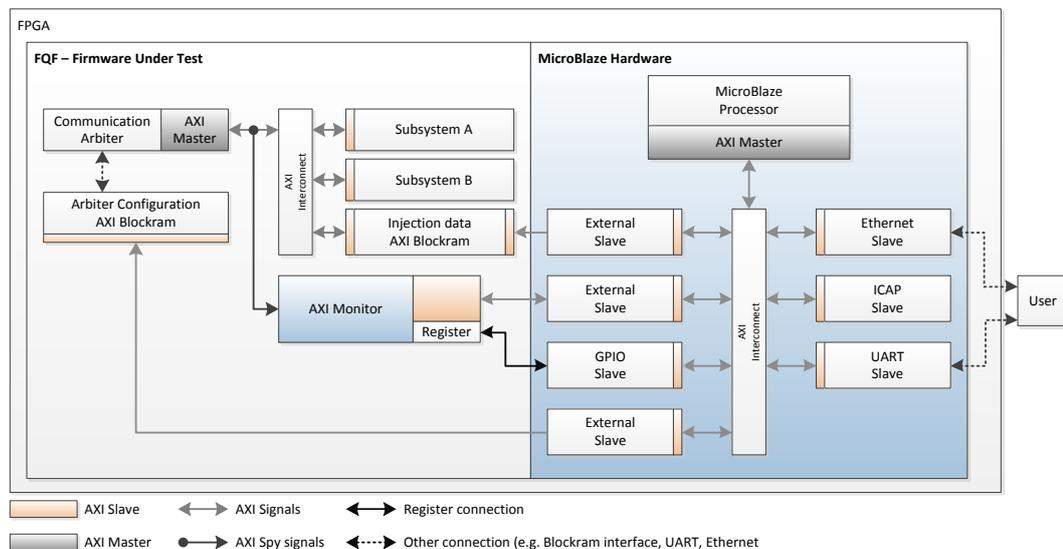 FPGA
FQF – Firmware Under Test
MicroBlaze Hardware
MicroBlaze
Processor
AXI Master
Communication
Arbiter
AXI
Master
AXI
Interconnect
Subsystem A
Subsystem B
Arbiter Configuration
AXI Blockram
Injection data
AXI Blockram
External
Slave
Ethernet
Slave
AXI Monitor
Register
External
Slave
AXI
Interconnect
ICAP
Slave
User
GPIO
Slave
UART
Slave
External
Slave
AXI Slave
AXI Signals
Register connection
AXI Master
AXI Spy signals
Other connection (e.g. Blockram interface, UART, Ethernet